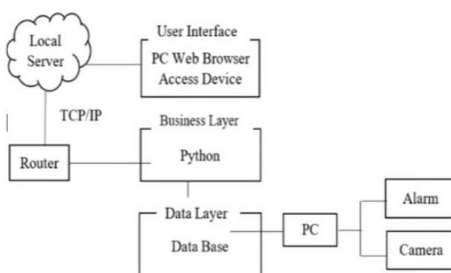 Local
Server
User Interface
PC Web Browser
Access Device
TCP/IP
Business Layer
Python
Router
Data Layer
Data Base
PC
Alarm
Camera